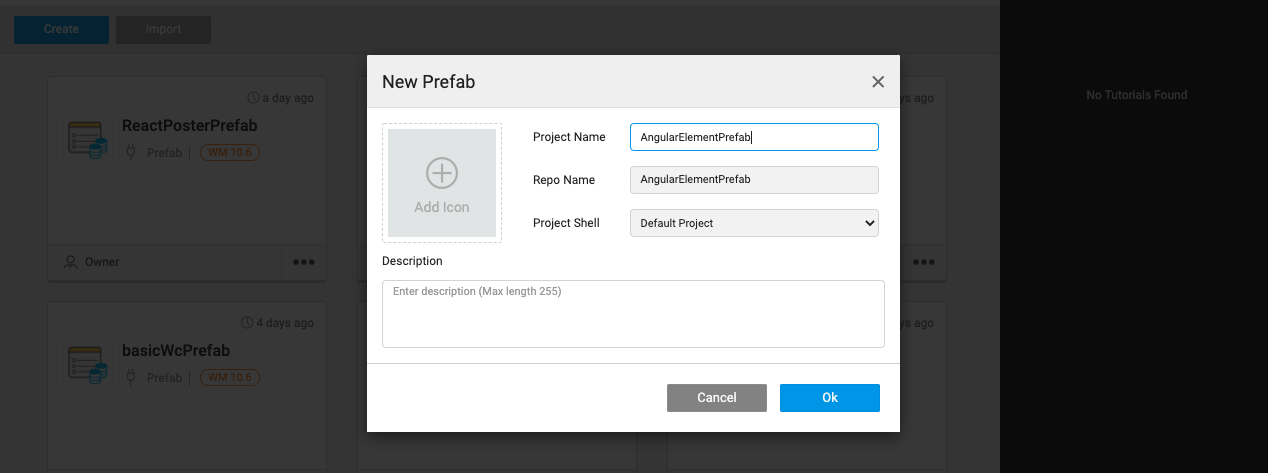 Create
Import
New Prefab
No Tutorials Found
a day ago
ys ago
ReactPosterPrefab
Prefab
WM 10.6
Project Name
AngularElementPrefab
Repo Name
AngularElementPrefab
Add Icon
Project Shell
Default Project
Owner
Description
Enter description (Max length 255)
4 days ago
ys ago
basicWcPrefab
Prefab
WM 10.6
Cancel
Ok